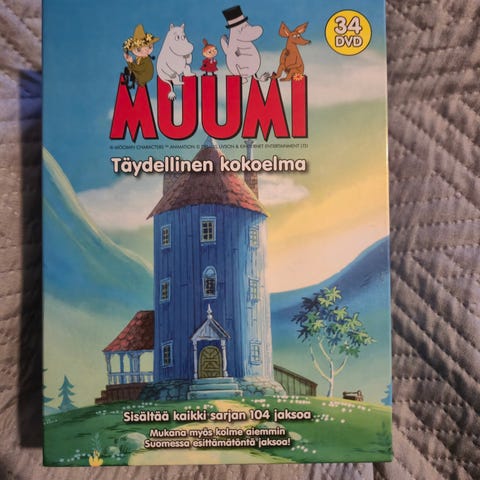 34
DVD
MUUMI
Täydellinen kokoelma
Sisältää kaikki sarjan 104 jaksoa
Mukana myös kolme aiemmin
Suomessa esittämätöntä jaksoa!